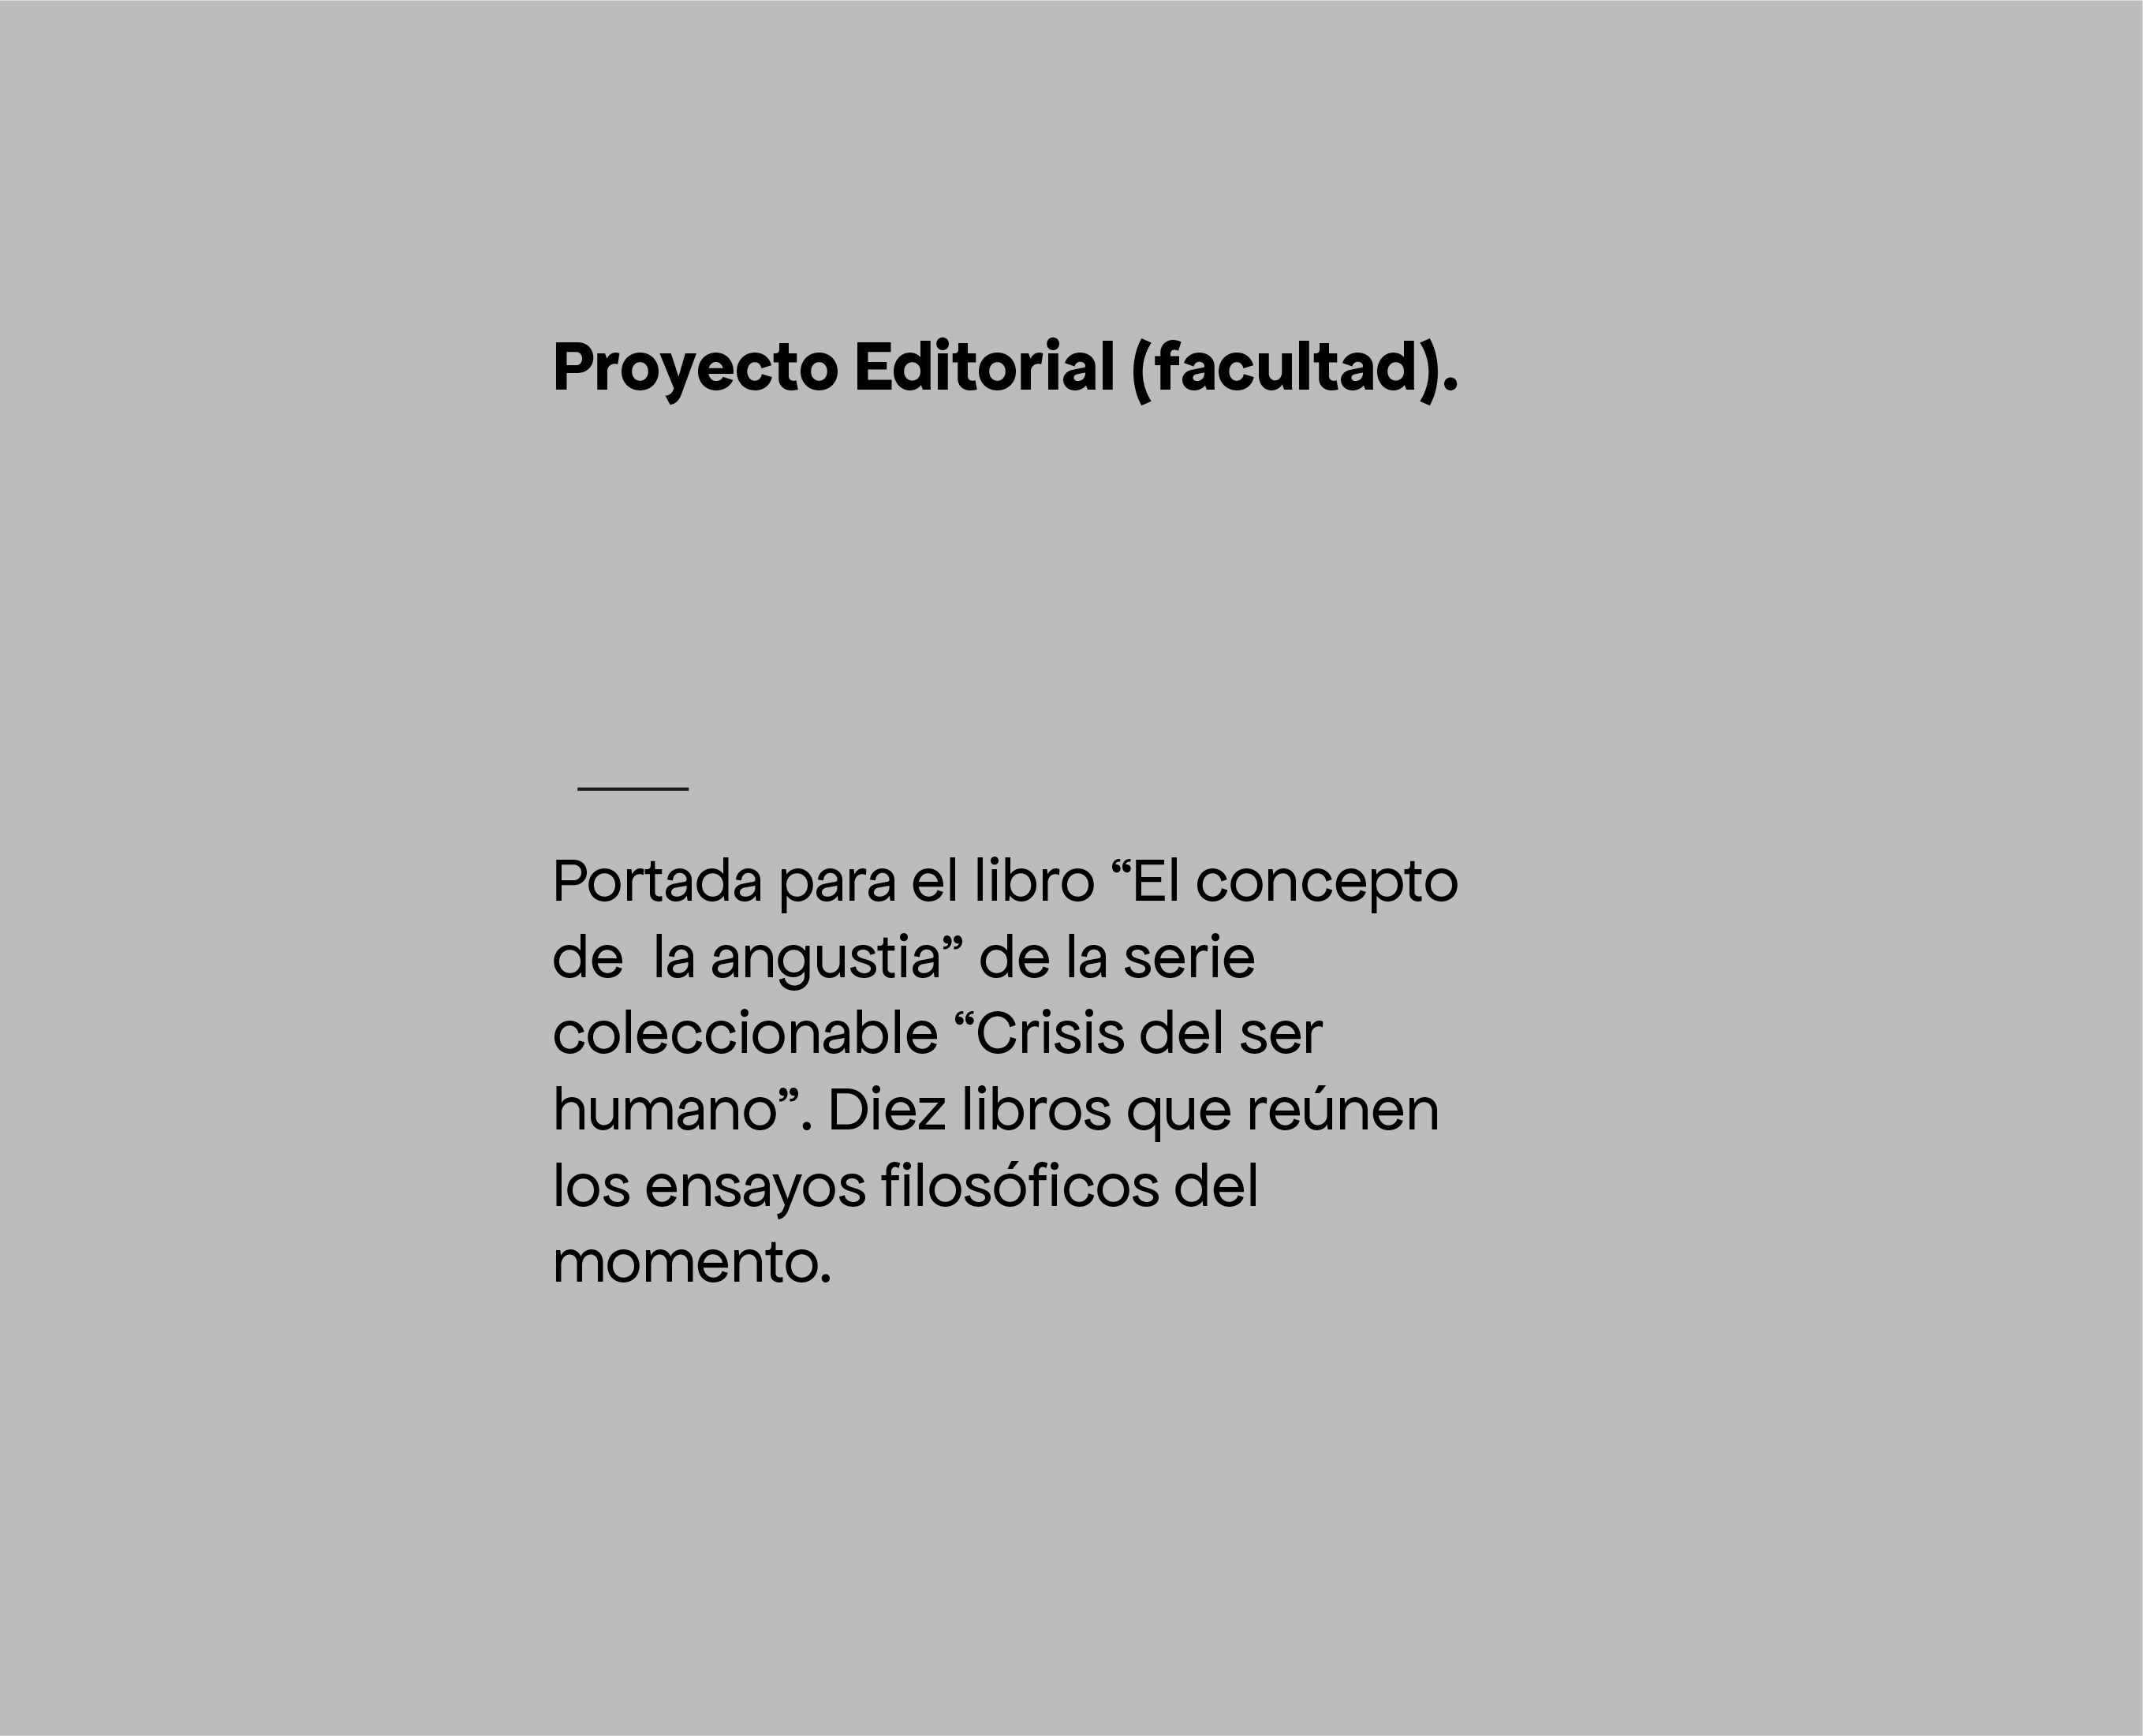 Proyecto Editorial (facultad).
Portada para el libro “El concepto
de  la angustia” de la serie
coleccionable “Crisis del ser
humano”. Diez libros que reúnen
los ensayos filosóficos del
momento.